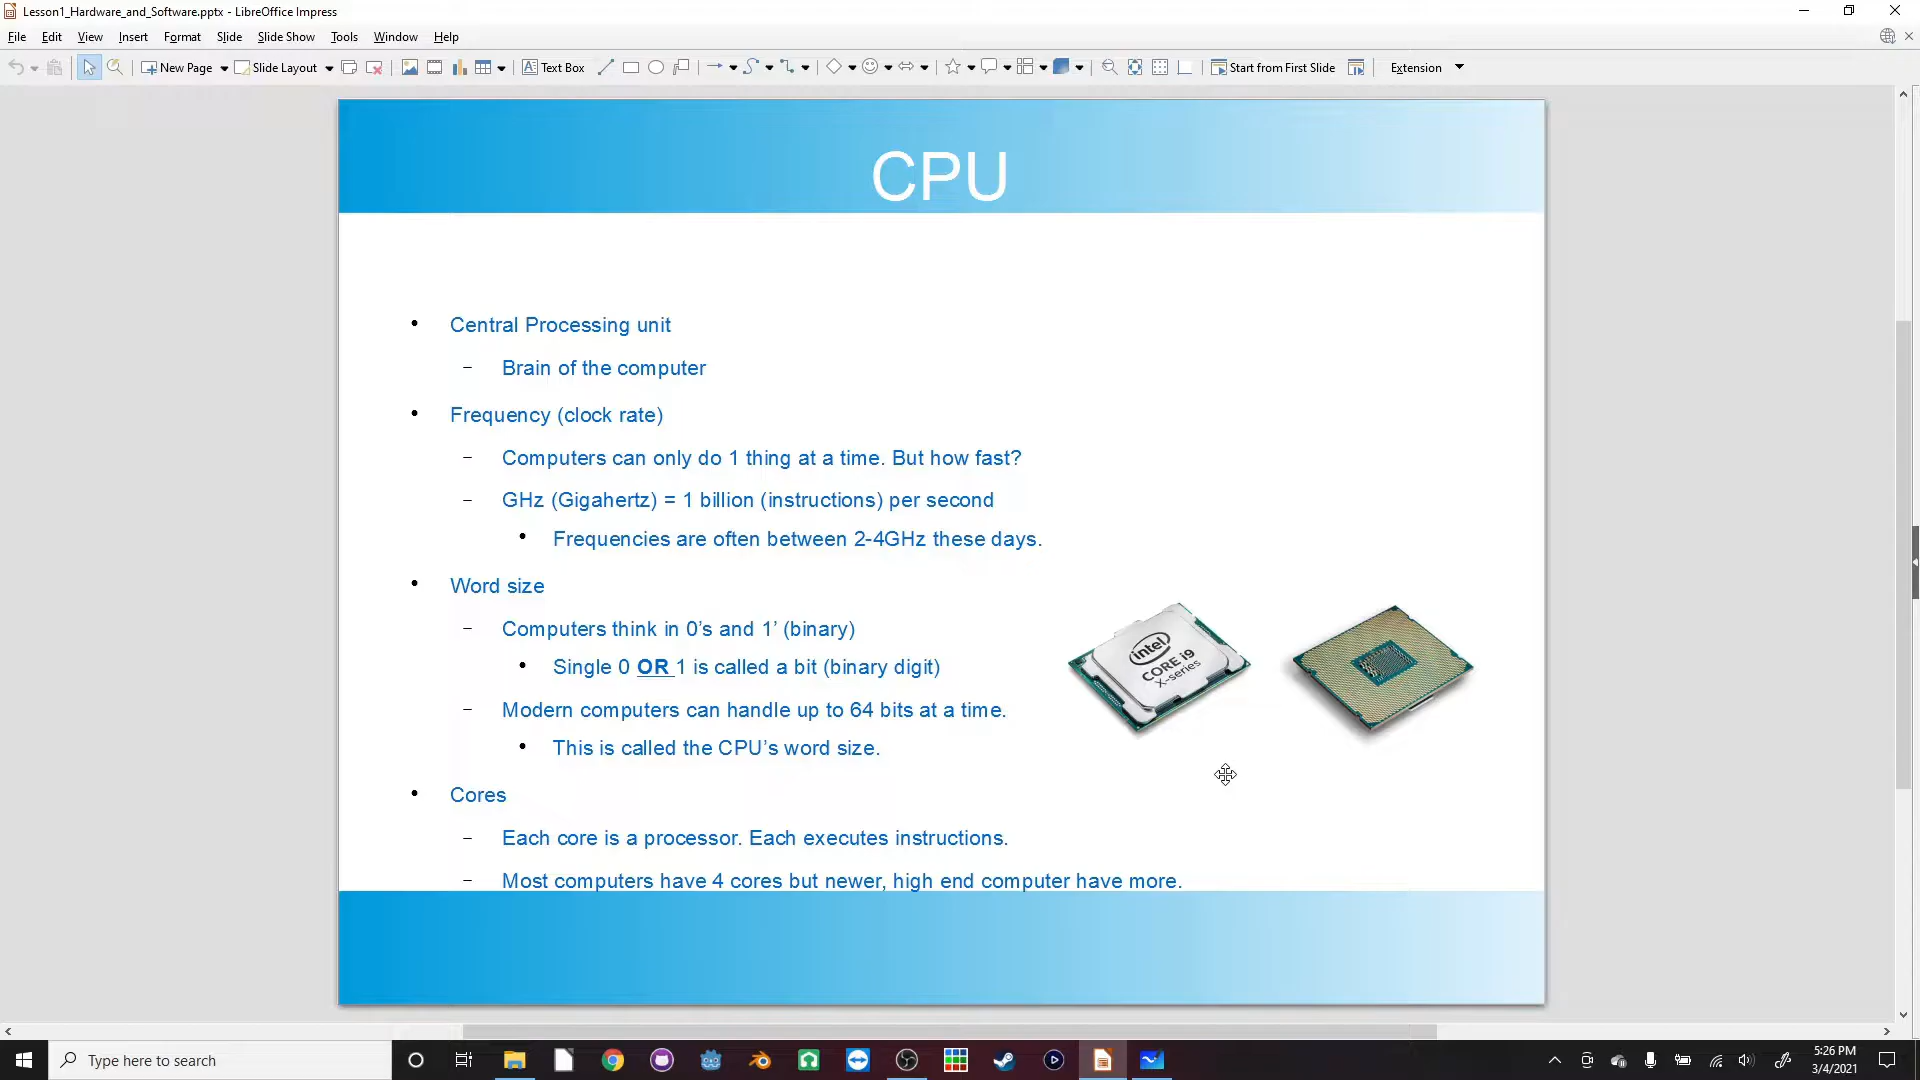 Lesson1_Hardware_and_Software.pptx - LibreOffice Impress
File Edit View Insert Format Slide Slide Show Tools Window Help
New Page Slide Layout Text Box Start from First Slide Extension
CPU
• Central Processing unit
– Brain of the computer
• Frequency (clock rate)
– Computers can only do 1 thing at a time. But how fast?
– GHz (Gigahertz) = 1 billion (instructions) per second
• Frequencies are often between 2-4GHz these days.
• Word size
– Computers think in 0’s and 1’ (binary)
• Single 0 OR 1 is called a bit (binary digit)
– Modern computers can handle up to 64 bits at a time.
• This is called the CPU’s word size.
intel
CORE i9
X-series
• Cores
– Each core is a processor. Each executes instructions.
– Most computers have 4 cores but newer, high end computer have more.
Type here to search
5:26 PM
3/4/2021